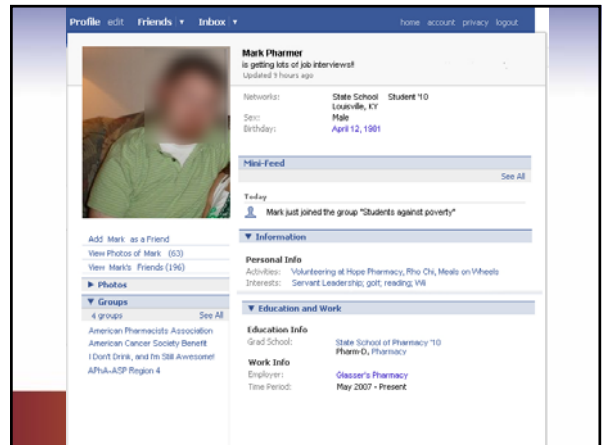 Profile edit Friends ▼ Inbox ▼ home account privacy logout
Mark Pharmer
is getting lots of job interviews!!
Updated 9 hours ago
Networks: State School Student '10
Louisville, KY
Sex: Male
Birthday: April 12, 1981
Mini-Feed
See All
Today
Mark just joined the group "Students against poverty"
Add Mark as a Friend
View Photos of Mark (63)
View Mark's Friends (196)
▶ Photos
▼ Groups
4 groups See All
American Pharmacists Association
American Cancer Society Benefit
I Don't Drink, and I'm Still Awesome!
APhA-ASP Region 4
▼ Information
Personal Info
Activities: Volunteering at Hope Pharmacy, Rho Chi, Meals on Wheels
Interests: Servant Leadership; golf; reading; Wii
▼ Education and Work
Education Info
Grad School: State School of Pharmacy '10
Pharm-D, Pharmacy
Work Info
Employer: Glasser's Pharmacy
Time Period: May 2007 - Present